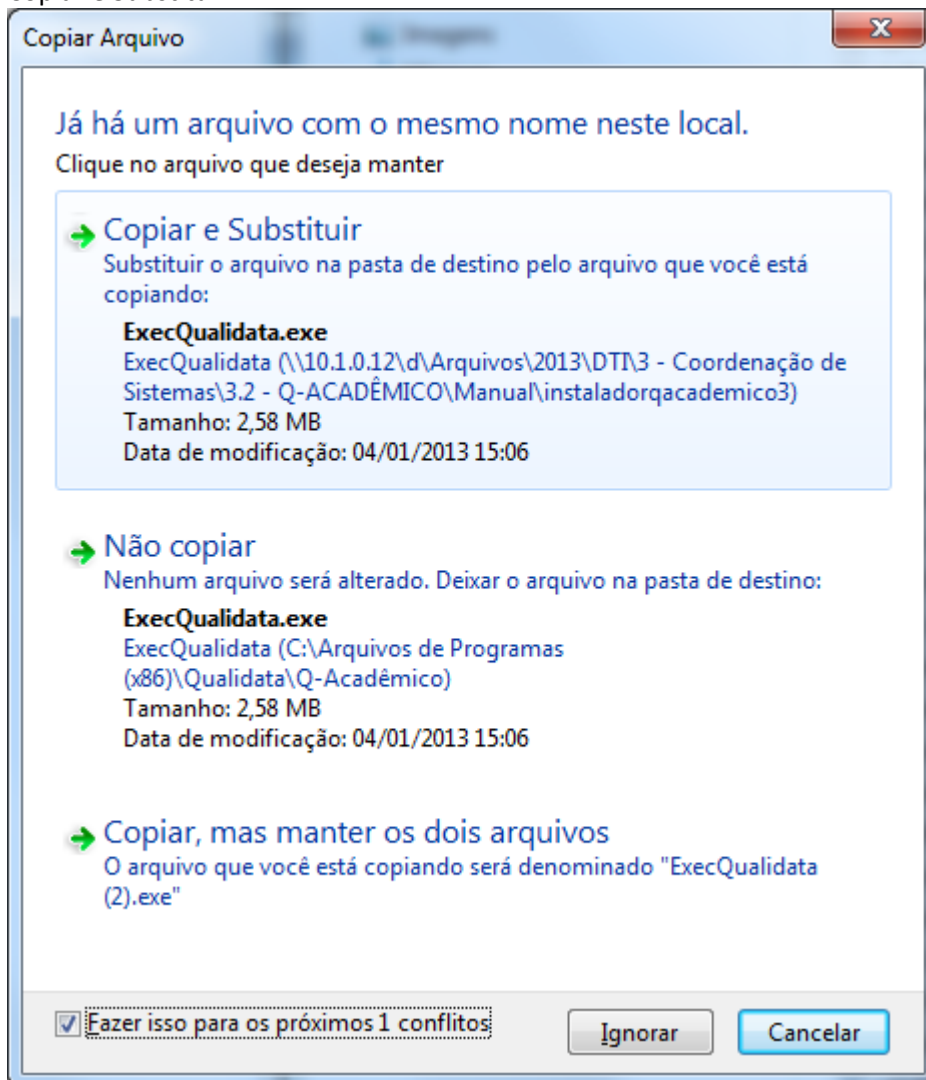 Copiar Arquivo
Já há um arquivo com o mesmo nome neste local.
Clique no arquivo que deseja manter
Copiar e Substituir
Substituir o arquivo na pasta de destino pelo arquivo que você está
copiando:
ExecQualidata.exe
ExecQualidata (\\10.1.0.12\d\Arquivos\2013\DTI\3 - Coordenação de
Sistemas\3.2 - Q-ACADÊMICO\Manual\instaladorqacademico3)
Tamanho: 2,58 MB
Data de modificação: 04/01/2013 15:06
Não copiar
Nenhum arquivo será alterado. Deixar o arquivo na pasta de destino:
ExecQualidata.exe
ExecQualidata (C:\Arquivos de Programas
(x86)\Qualidata\Q-Acadêmico)
Tamanho: 2,58 MB
Data de modificação: 04/01/2013 15:06
Copiar, mas manter os dois arquivos
O arquivo que você está copiando será denominado "ExecQualidata
(2).exe"
Fazer isso para os próximos 1 conflitos
Ignorar
Cancelar